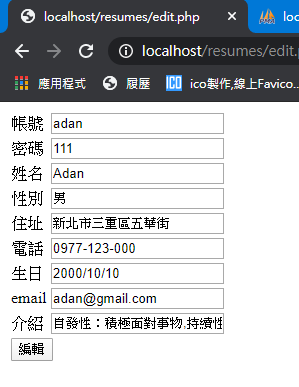 localhost/resumes/edit.php
loc
localhost/resumes/edit.
應用程式 履歷 ICO ico製作,線上Favico...
帳號 adan
密碼 111
姓名 Adan
性別 男
住址 新北市三重區五華街
電話 0977-123-000
生日 2000/10/10
email adan@gmail.com
介紹 自發性：積極面對事物,持續性
編輯